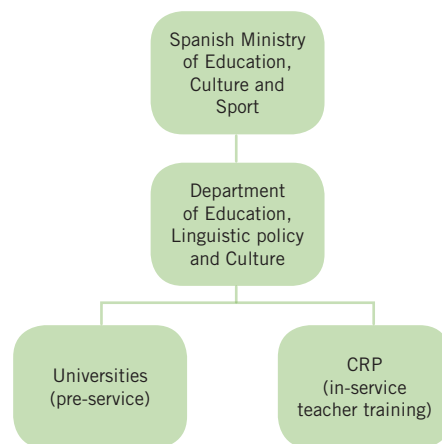 Spanish Ministry
of Education,
Culture and
Sport
Department
of Education,
Linguistic policy
and Culture
Universities
(pre-service)
CRP
(in-service
teacher training)